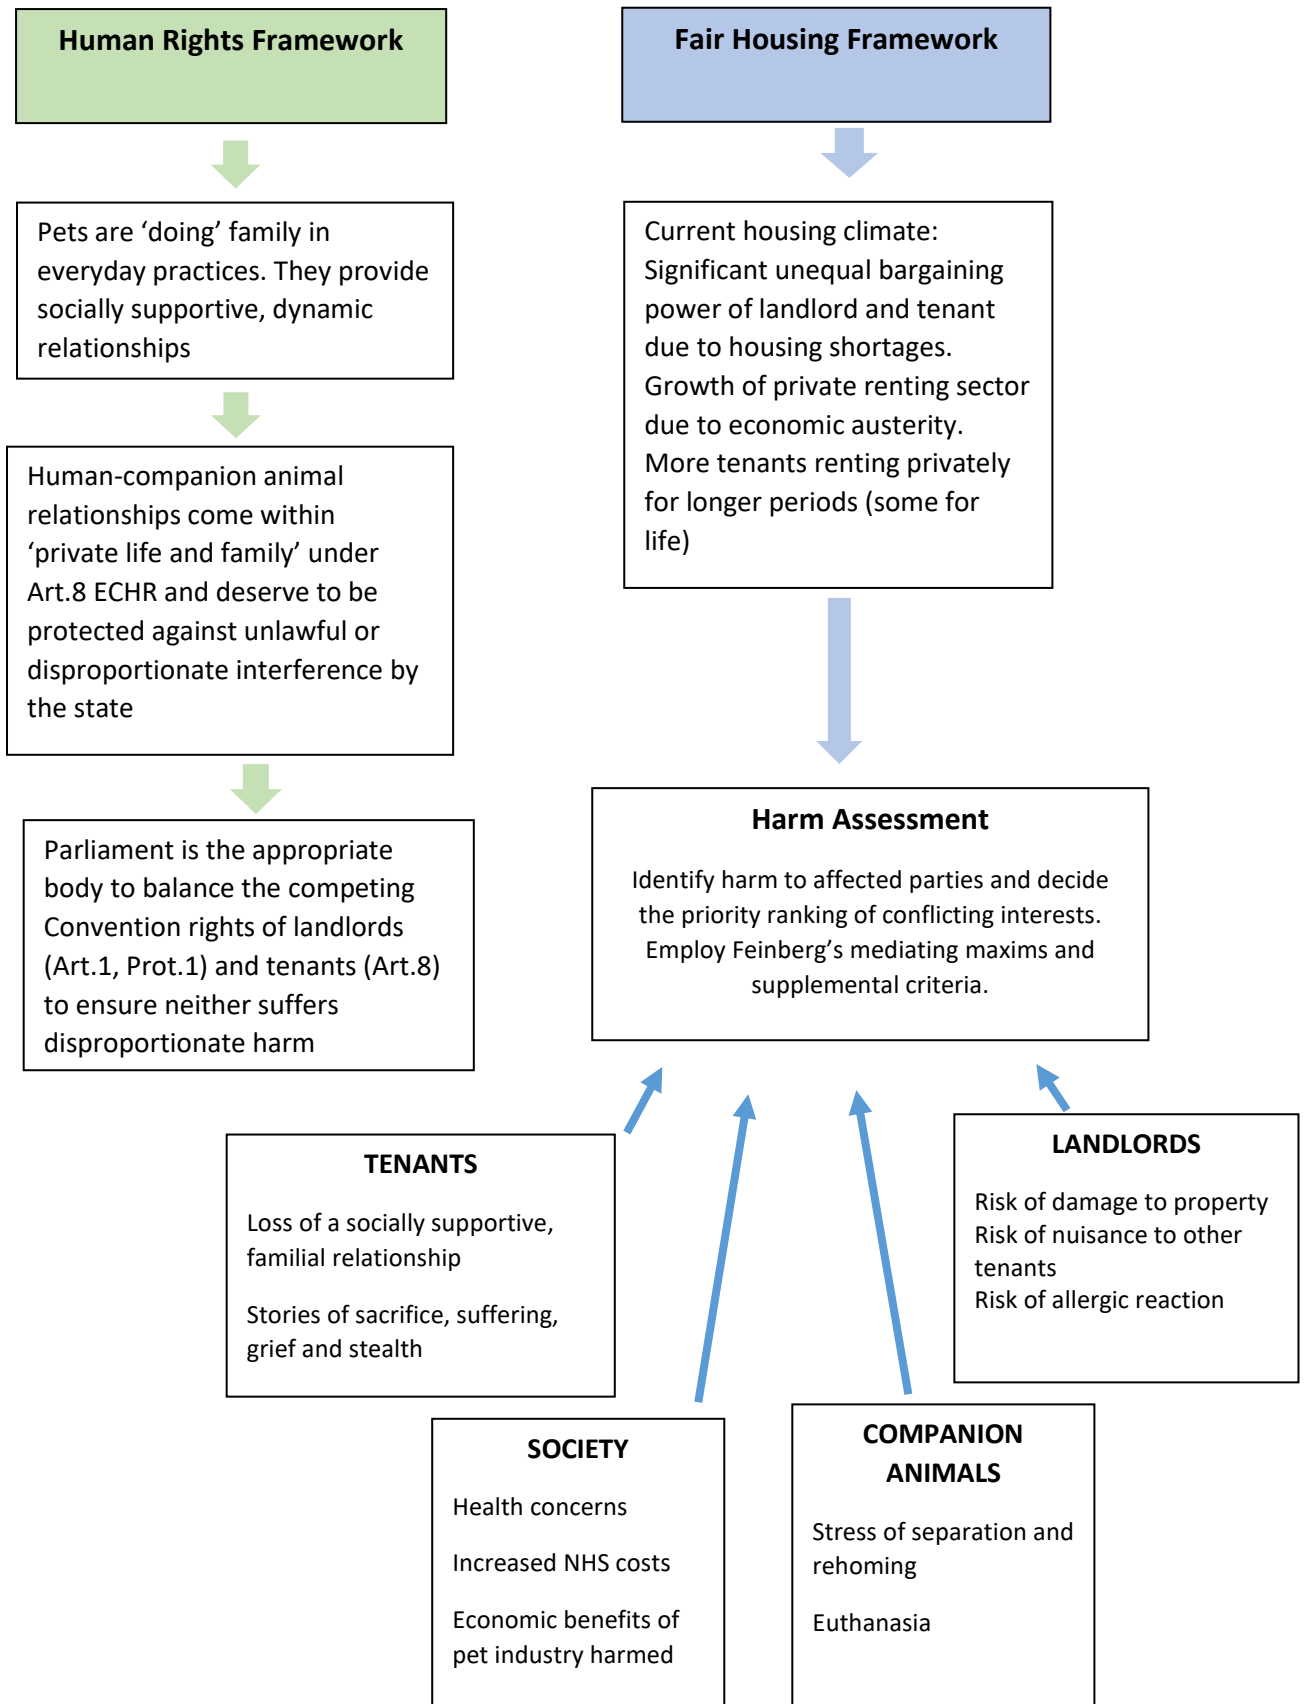 Human Rights Framework
Pets are ‘doing’ family in
everyday practices. They provide
socially supportive, dynamic
relationships
Human-companion animal
relationships come within
‘private life and family’ under
Art.8 ECHR and deserve to be
protected against unlawful or
disproportionate interference by
the state
Parliament is the appropriate
body to balance the competing
Convention rights of landlords
(Art.1, Prot.1) and tenants (Art.8)
to ensure neither suffers
disproportionate harm
Fair Housing Framework
Current housing climate:
Significant unequal bargaining
power of landlord and tenant
due to housing shortages.
Growth of private renting sector
due to economic austerity.
More tenants renting privately
for longer periods (some for
life)
Harm Assessment
Identify harm to affected parties and decide
the priority ranking of conflicting interests.
Employ Feinberg’s mediating maxims and
supplemental criteria.
TENANTS
Loss of a socially supportive,
familial relationship
Stories of sacrifice, suffering,
grief and stealth
SOCIETY
Health concerns
Increased NHS costs
Economic benefits of
pet industry harmed
COMPANION
ANIMALS
Stress of separation and
rehoming
Euthanasia
LANDLORDS
Risk of damage to property
Risk of nuisance to other
tenants
Risk of allergic reaction